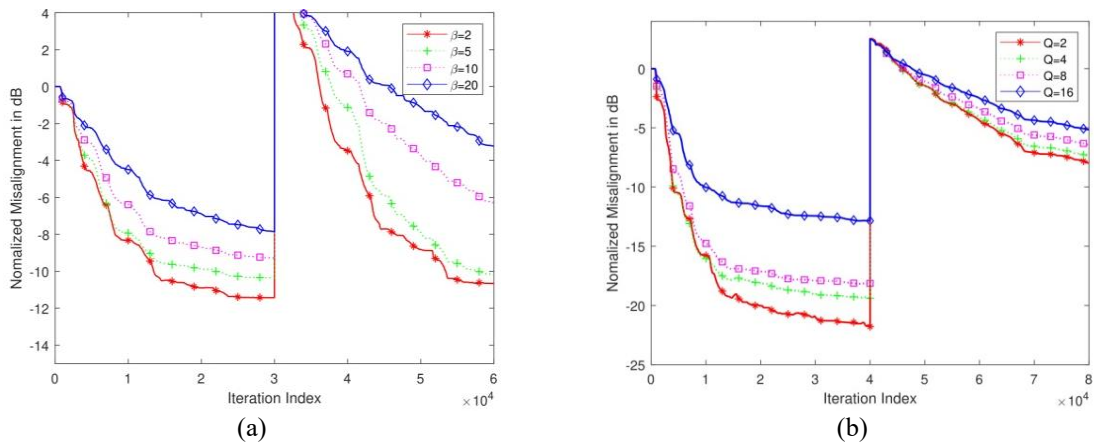 4
2
0
-2
-4
-6
-8
-10
-12
-14
Nomalized Misalignment in dB
0
1
2
3
4
5
6
×10⁴
Iteration Index
β=2
β=5
β=10
β=20
(a)
0
-5
-10
-15
-20
-25
Nomalized Misalignment in dB
0
1
2
3
4
5
6
7
8
×10⁴
Iteration Index
Q=2
Q=4
Q=8
Q=16
(b)